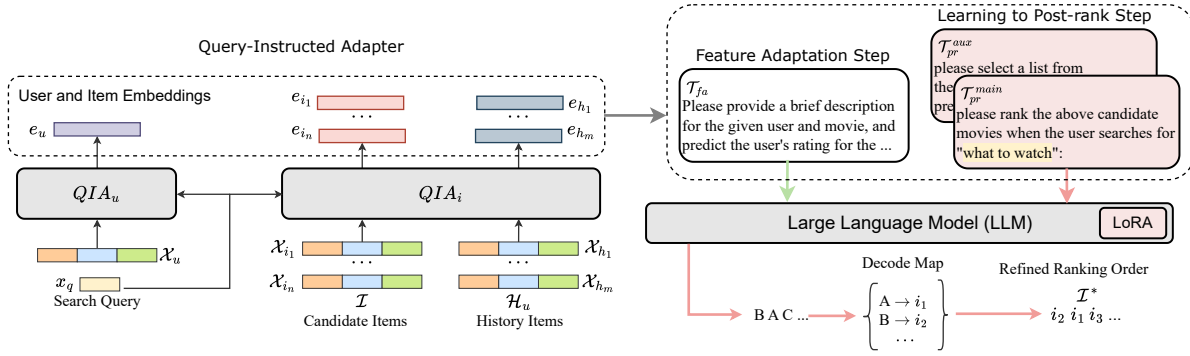 Query-Instructed Adapter
User and Item Embeddings
e_u
e_{i_1}
...
e_{i_n}
e_{h_1}
...
e_{h_m}
QIA_u
QIA_i
X_u
x_q
Search Query
X_{i_1}
...
X_{i_n}
I
Candidate Items
X_{h_1}
...
X_{h_m}
H_u
History Items
Feature Adaptation Step
T_{fa}
Please provide a brief description
for the given user and movie, and
predict the user's rating for the ...
Learning to Post-rank Step
T_{pr}^{aux}
please select a list from
the
pre
T_{pr}^{main}
please rank the above candidate
movies when the user searches for
"what to watch":
Large Language Model (LLM)
LoRA
B A C ...
Decode Map
A → i_1
B → i_2
...
Refined Ranking Order
I^*
i_2 i_1 i_3 ...